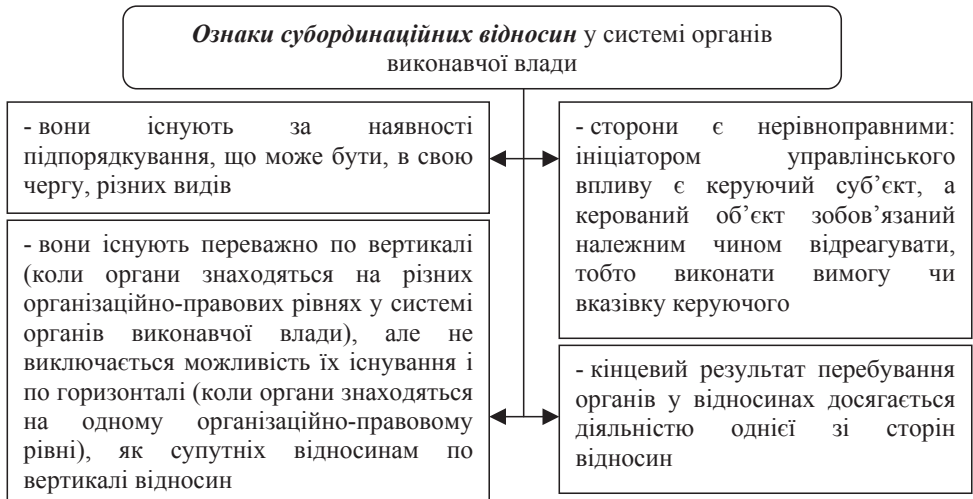 Ознаки субординаційних відносин у системі органів
виконавчої влади
- вони існують за наявності
підпорядкування, що може бути, в свою
чергу, різних видів
- вони існують переважно по вертикалі
(коли органи знаходяться на різних
організаційно-правових рівнях у системі
органів виконавчої влади), але не
виключається можливість їх існування і
по горизонталі (коли органи знаходяться
на одному організаційно-правовому
рівні), як супутніх відносинам по
вертикалі відносин
- сторони є нерівноправними:
ініціатором управлінського
впливу є керуючий суб’єкт, а
керований об’єкт зобов’язаний
належним чином відреагувати,
тобто виконати вимогу чи
вказівку керуючого
- кінцевий результат перебування
органів у відносинах досягається
діяльністю однієї зі сторін
відносин